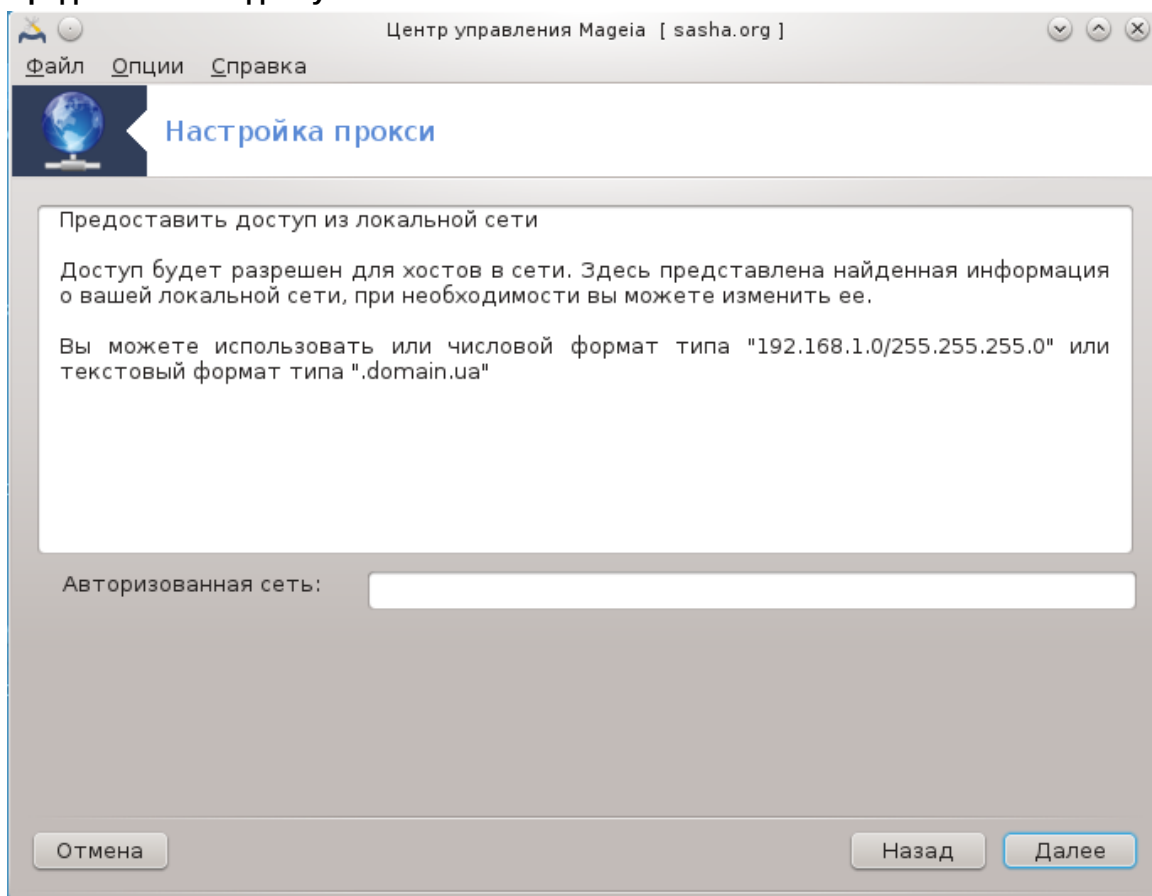 Центр управления Mageia [ sasha.org ]
Файл Опции Справка
Настройка прокси
Предоставить доступ из локальной сети
Доступ будет разрешен для хостов в сети. Здесь представлена найденная информация
о вашей локальной сети, при необходимости вы можете изменить ее.
Вы можете использовать или числовой формат типа "192.168.1.0/255.255.255.0" или
текстовый формат типа ".domain.ua"
Авторизованная сеть:
Отмена Назад Далее